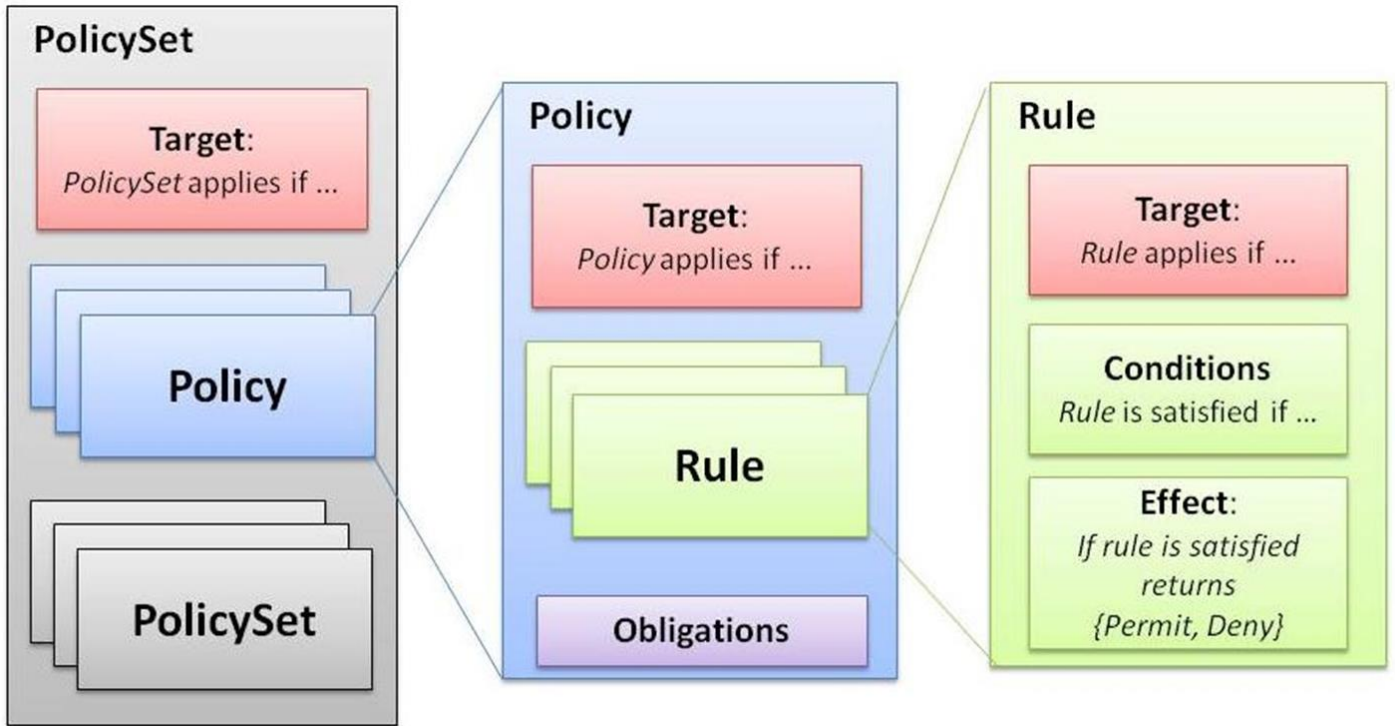 PolicySet
Target:
PolicySet applies if ...
Policy
PolicySet
Policy
Target:
Policy applies if ...
Rule
Obligations
Rule
Target:
Rule applies if ...
Conditions
Rule is satisfied if ...
Effect:
If rule is satisfied
returns
{Permit, Deny}